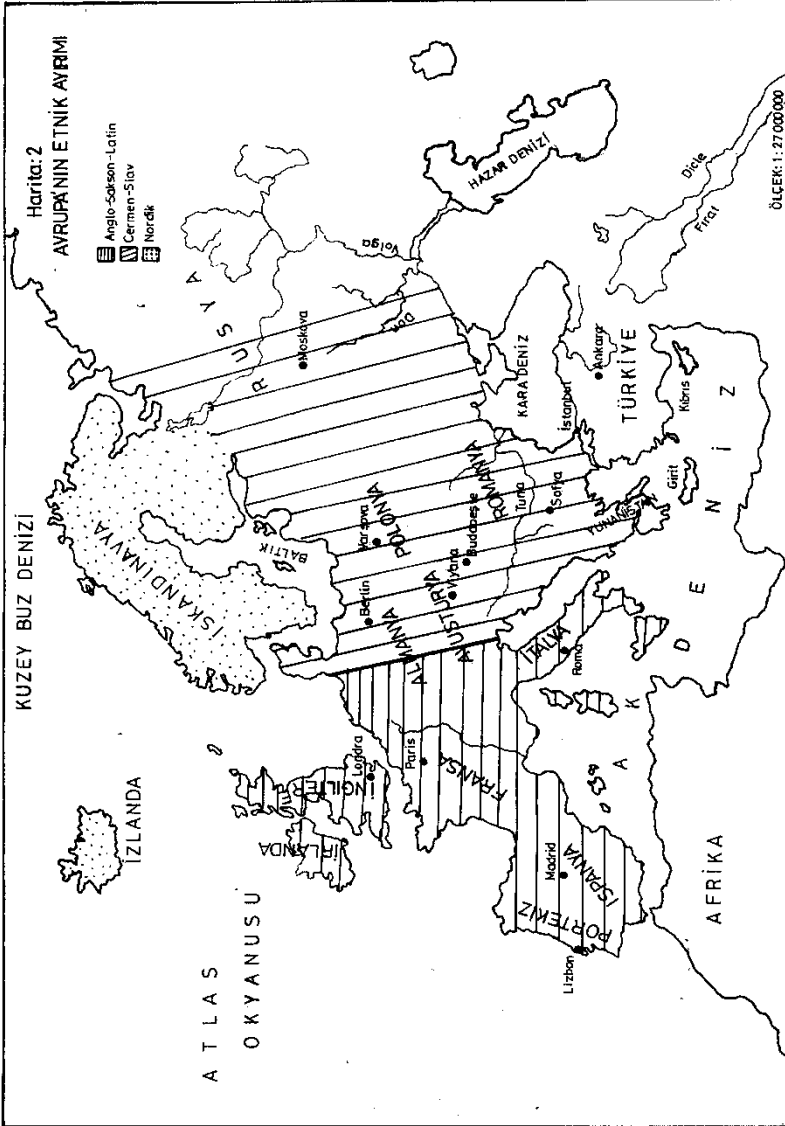 Harita: 2
AVRUPA'NIN ETNİK AYIRIMI
Anglo-Sakson-Latin
Cermen-Slav
Nordik
KUZEY BUZ DENİZİ
İZLANDA
ATLAS
OKYANUSU
İSKANDİNAVYA
BALTIK
RUSYA
Moskova
Volga
Don
HAZAR DENİZİ
İRLANDA
İNGİLTERE
Londra
Berlin
ALMANYA
Varşova
POLONYA
Paris
FRANSA
AUSTURYA
Viyana
Budapeşte
ROMANYA
Tuna
Sofya
KARADENİZ
İstanbul
Ankara
TÜRKİYE
Dicle
Fırat
PORTEKİZ
Lizbon
Madrid
İSPANYA
İTALYA
Roma
YUNANİSTAN
Girit
Kıbrıs
AKDENİZ
AFRİKA
ÖLÇEK: 1:27000000